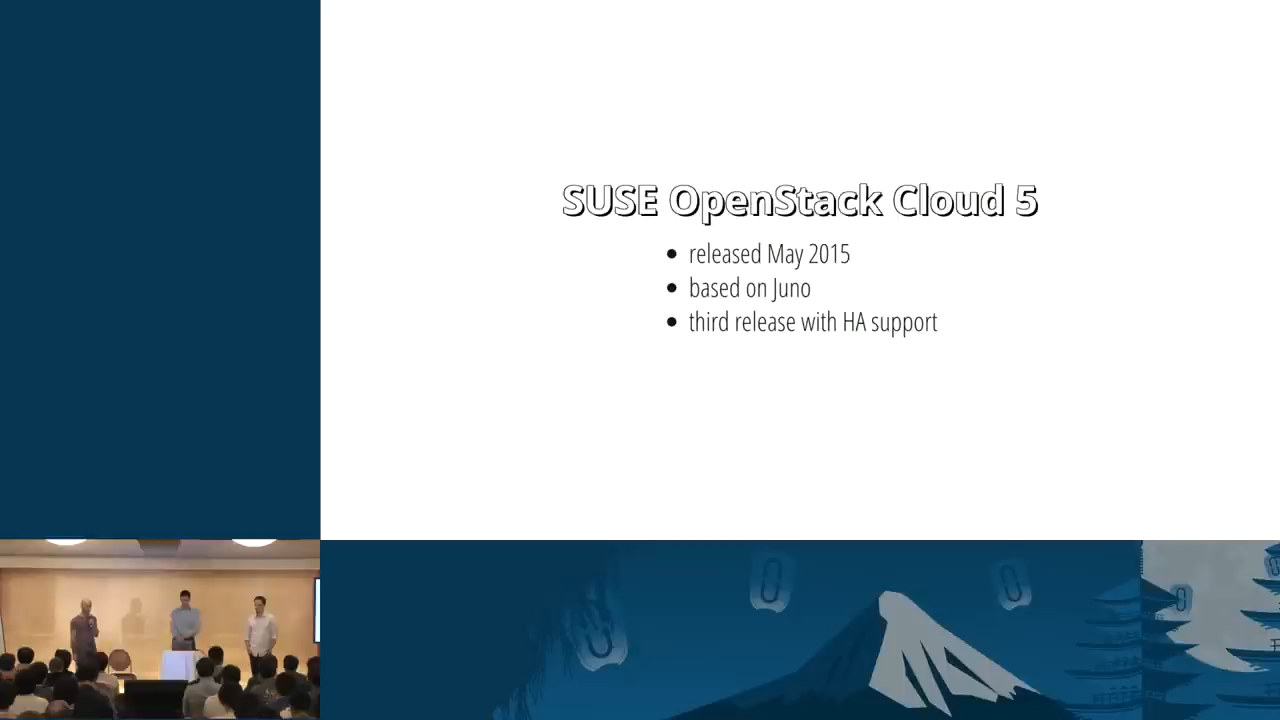 SUSE OpenStack Cloud 5
released May 2015
based on Juno
third release with HA support